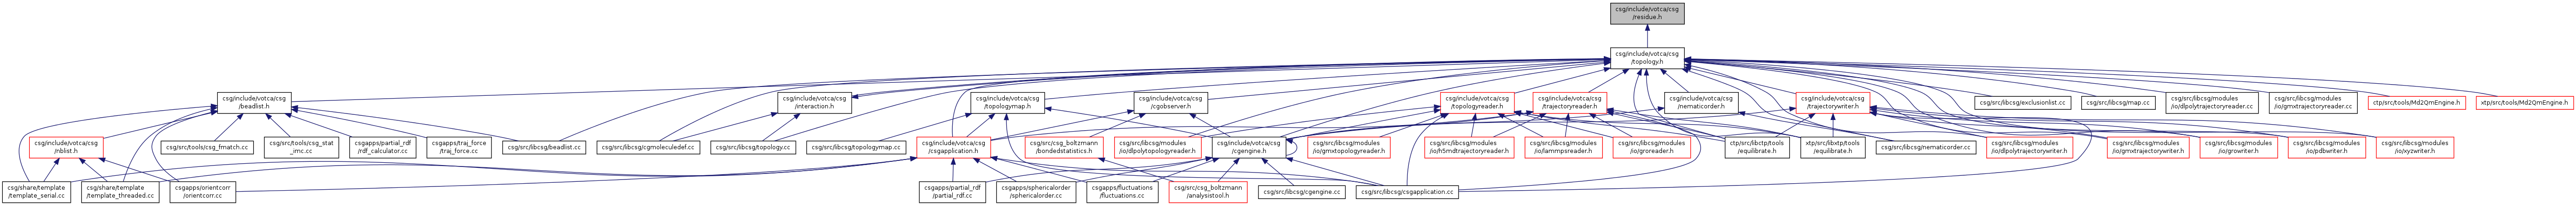 csg/include/votca/csg
/residue.h
csg/include/votca/csg
/topology.h
csg/include/votca/csg
/beadlist.h
csg/include/votca/csg
/interaction.h
csg/include/votca/csg
/topologymap.h
csg/include/votca/csg
/cgobserver.h
csg/include/votca/csg
/topologyreader.h
csg/include/votca/csg
/trajectoryreader.h
csg/include/votca/csg
/nematicorder.h
csg/include/votca/csg
/trajectorywriter.h
csg/src/libcsg/exclusionlist.cc
csg/src/libcsg/map.cc
csg/src/libcsg/modules
/io/dlpolytrajectoryreader.cc
csg/src/libcsg/modules
/io/gmxtrajectoryreader.cc
ctp/src/tools/Md2QmEngine.h
xtp/src/tools/Md2QmEngine.h
csg/include/votca/csg
/nblist.h
csg/src/tools/csg_fmatch.cc
csg/src/tools/csg_stat
_imc.cc
csgapps/partial_rdf
/rdf_calculator.cc
csgapps/traj_force
/traj_force.cc
csg/src/libcsg/beadlist.cc
csg/src/libcsg/cgmoleculedef.cc
csg/src/libcsg/topology.cc
csg/src/libcsg/topologymap.cc
csg/include/votca/csg
/csgapplication.h
csg/src/csg_boltzmann
/bondedstatistics.h
csg/src/libcsg/modules
/io/dlpolytopologyreader.h
csg/include/votca/csg
/cgengine.h
csg/src/libcsg/modules
/io/gmxtopologyreader.h
csg/src/libcsg/modules
/io/h5mdtrajectoryreader.h
csg/src/libcsg/modules
/io/lammpsreader.h
csg/src/libcsg/modules
/io/groreader.h
ctp/src/libctp/tools
/equilibrate.h
xtp/src/libxtp/tools
/equilibrate.h
csg/src/libcsg/nematicorder.cc
csg/src/libcsg/modules
/io/dlpolytrajectorywriter.h
csg/src/libcsg/modules
/io/gmxtrajectorywriter.h
csg/src/libcsg/modules
/io/growriter.h
csg/src/libcsg/modules
/io/pdbwriter.h
csg/src/libcsg/modules
/io/xyzwriter.h
csg/share/template
/template_serial.cc
csg/share/template
/template_threaded.cc
csgapps/orientcorr
/orientcorr.cc
csgapps/partial_rdf
/partial_rdf.cc
csgapps/sphericalorder
/sphericalorder.cc
csgapps/fluctuations
/fluctuations.cc
csg/src/csg_boltzmann
/analysistool.h
csg/src/libcsg/cgengine.cc
csg/src/libcsg/csgapplication.cc